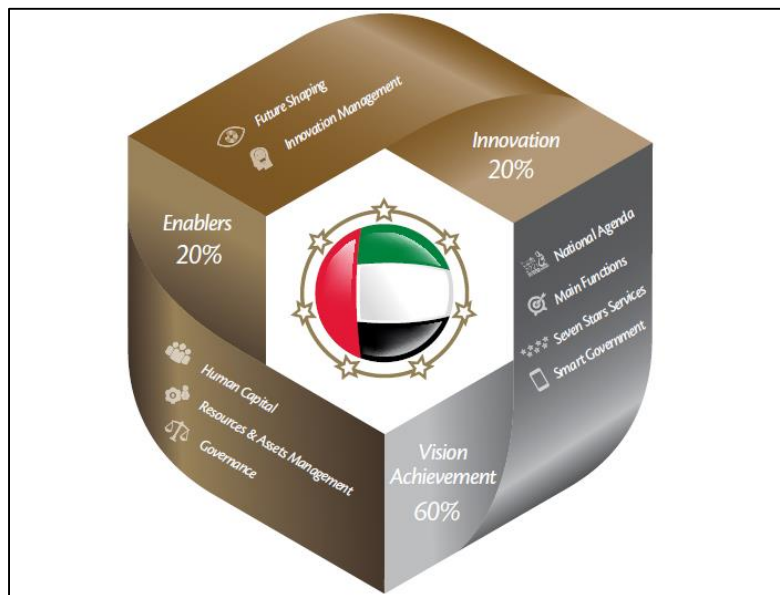 Future Shaping
Innovation Management
Innovation
20%
Enablers
20%
National Agenda
Main Functions
Seven Stars Services
Smart Government
Human Capital
Resources & Assets Management
Governance
Vision
Achievement
60%